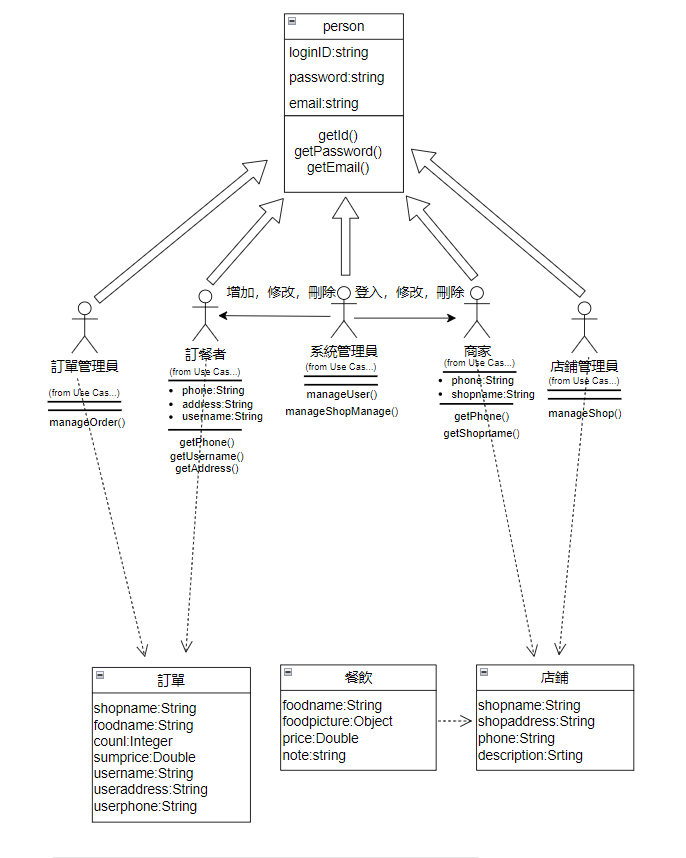 person
loginID:string
password:string
email:string
getId()
getPassword()
getEmail()
增加，修改，刪除
登入，修改，刪除
訂單管理員
(from Use Cas...)
manageOrder()
訂餐者
(from Use Cas...)
phone:String
address:String
username:String
getPhone()
getUsername()
getAddress()
系統管理員
(from Use Cas...)
manageUser()
manageShopManage()
商家
(from Use Cas...)
phone:String
shopname:String
getPhone()
getShopname()
店鋪管理員
(from Use Cas...)
manageShop()
訂單
shopname:String
foodname:String
counl:Integer
sumprice:Double
username:String
useraddress:String
userphone:String
餐飲
foodname:String
foodpicture:Object
price:Double
note:string
店鋪
shopname:String
shopaddress:String
phone:String
description:Srting